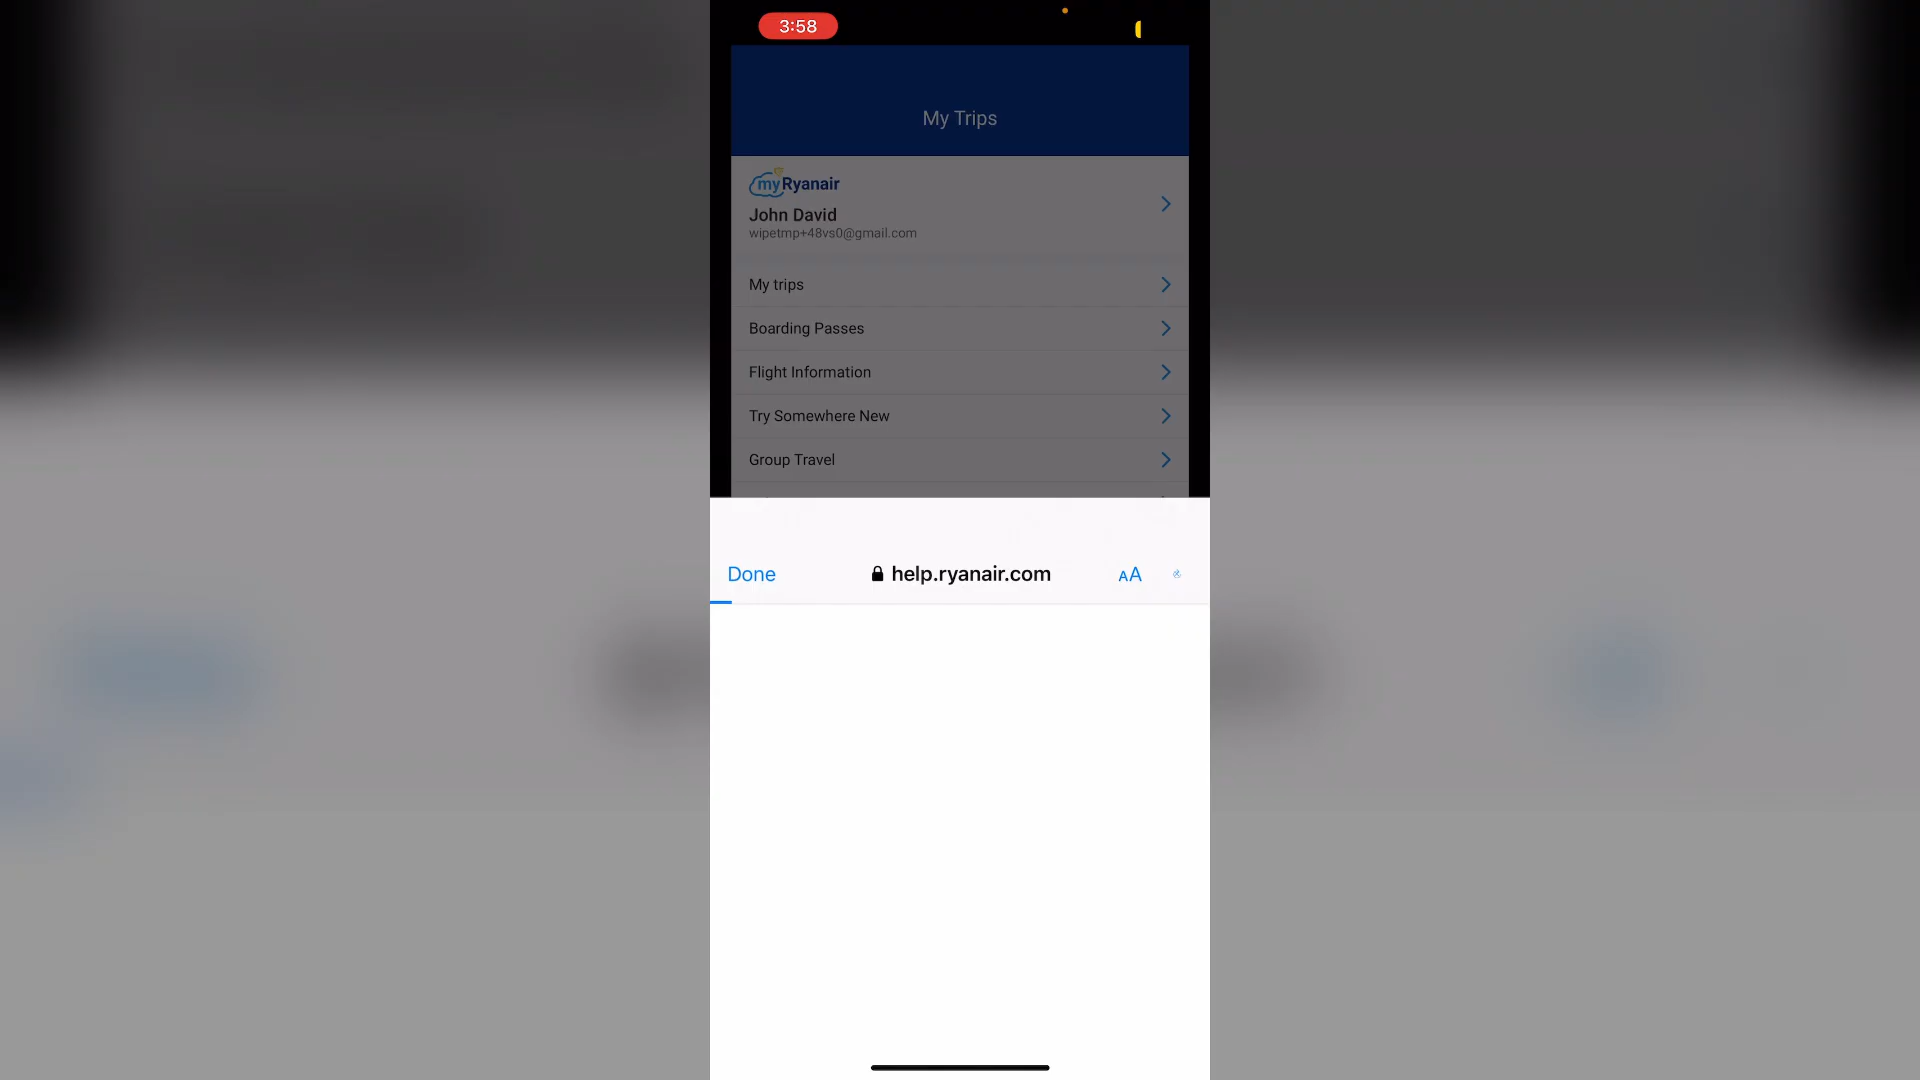 3:58
My Trips
myRyanair
John David
wipetmp+48vs0@gmail.com
My trips
Boarding Passes
Flight Information
Try Somewhere New
Group Travel
Done
help.ryanair.com
AA